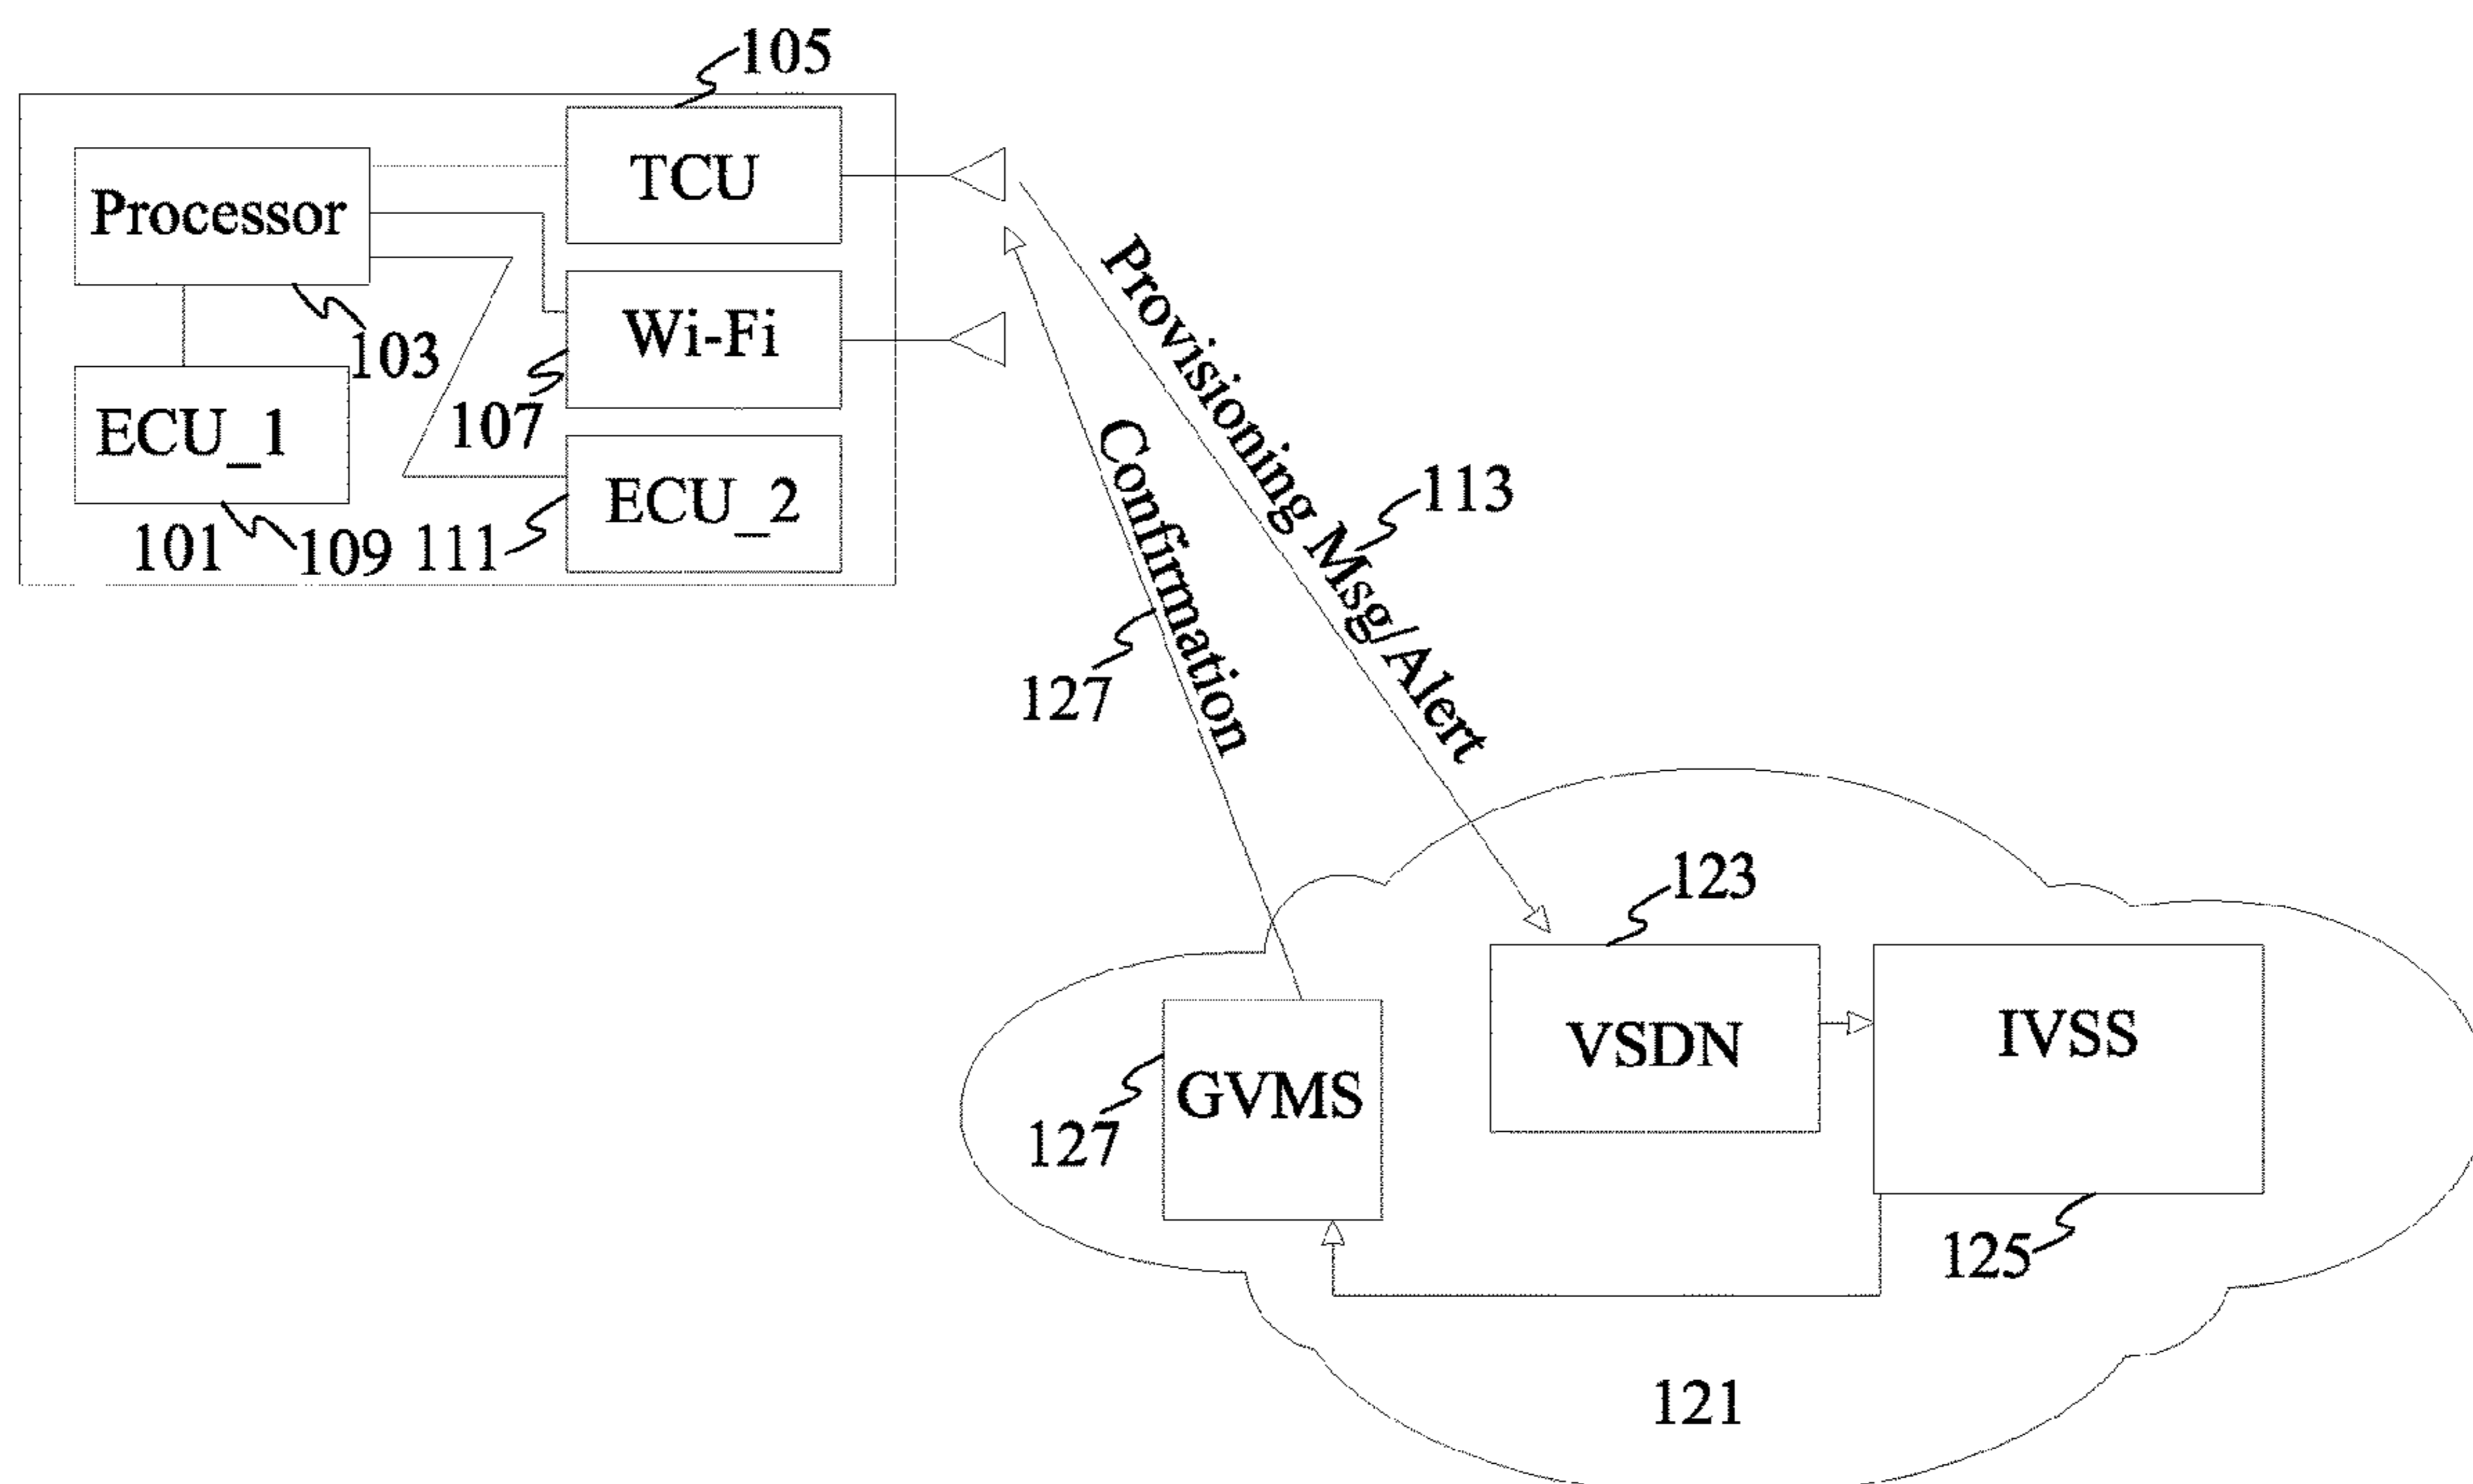 105
TCU
Processor
Wi-Fi
103
107
ECU_1
ECU_2
101
109
111
Provisioning Msg/Alert
113
Confirmation
127
123
VSDN
IVSS
GVMS
127
125
121